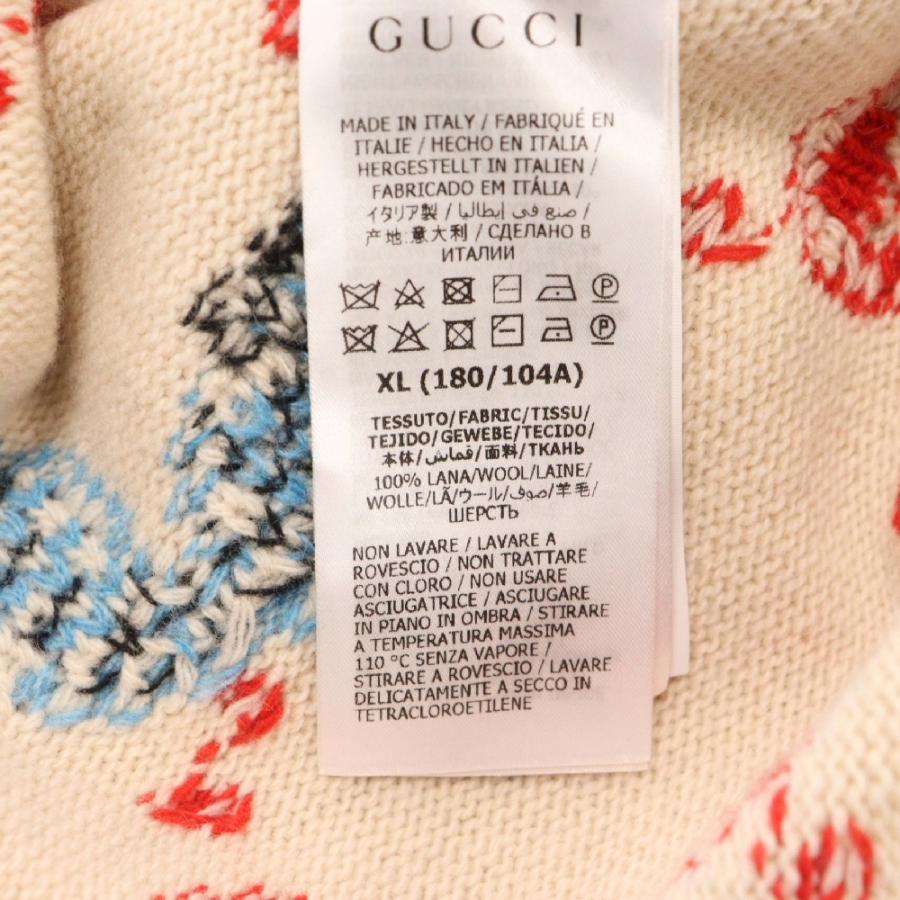 GUCCI
MADE IN ITALY / FABRIQUÉ EN
ITALIE / HECHO EN ITALIA /
HERGESTELLT IN ITALIEN /
FABRICADO EM ITÁLIA /
イタリア製 / صنع في إيطاليا /
产地:意大利 / СДЕЛАНО В
ИТАЛИИ
P
P
XL (180/104A)
TESSUTO/FABRIC/TISSU/
TEJIDO/GEWEBE/TECIDO/
本体/قماش/面料/ТКАНЬ
100% LANA/WOOL/LAINE/
WOLLE/LÃ/ウール/صوف/羊毛/
ШЕРСТЬ
NON LAVARE / LAVARE A
ROVESCIO / NON TRATTARE
CON CLORO / NON USARE
ASCIUGATRICE / ASCIUGARE
IN PIANO IN OMBRA / STIRARE
A TEMPERATURA MASSIMA
110 °C SENZA VAPORE /
STIRARE A ROVESCIO / LAVARE
DELICATAMENTE A SECCO IN
TETRACLOROETILENE